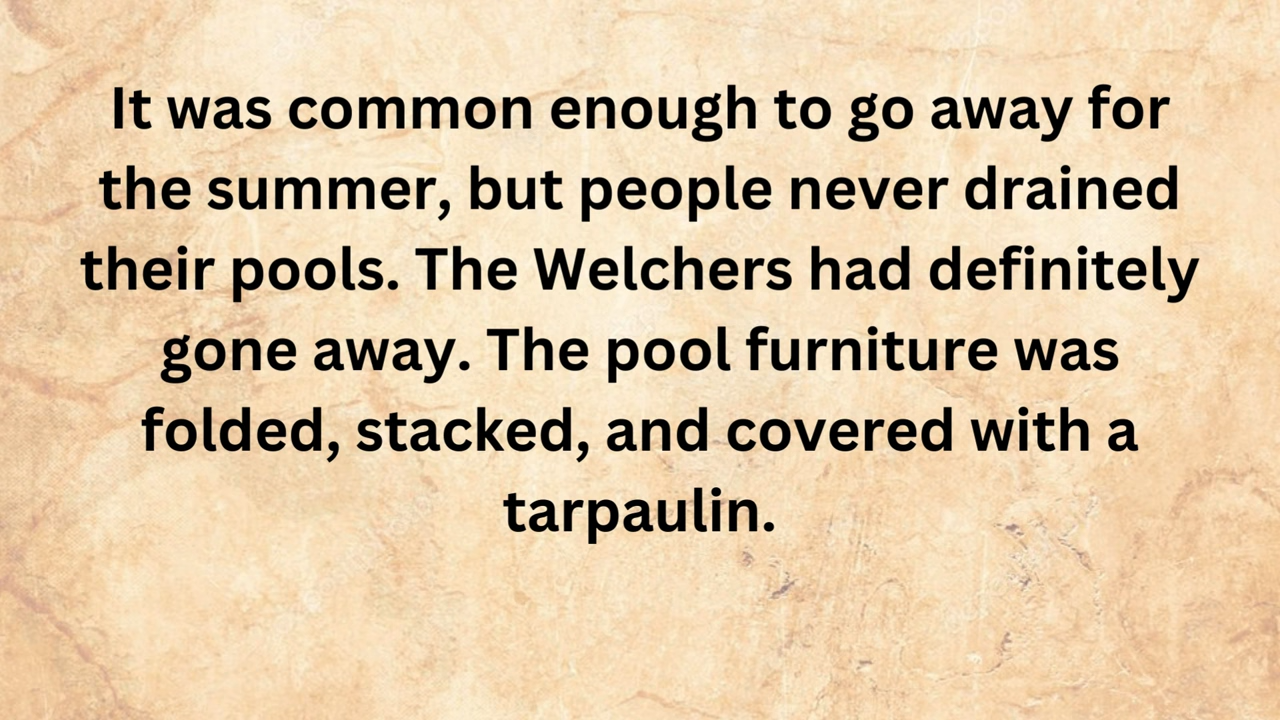 It was common enough to go away for
the summer, but people never drained
their pools. The Welchers had definitely
gone away. The pool furniture was
folded, stacked, and covered with a
tarpaulin.